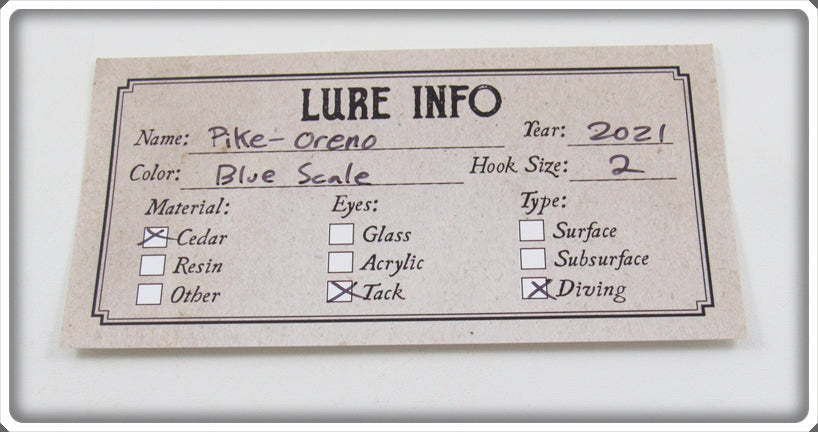 LURE INFO
Name: Pike-Oreno Year: 2021
Color: Blue Scale Hook Size: 2
Material: Eyes: Type:
Cedar Glass Surface
Resin Acrylic Subsurface
Other Tack Diving